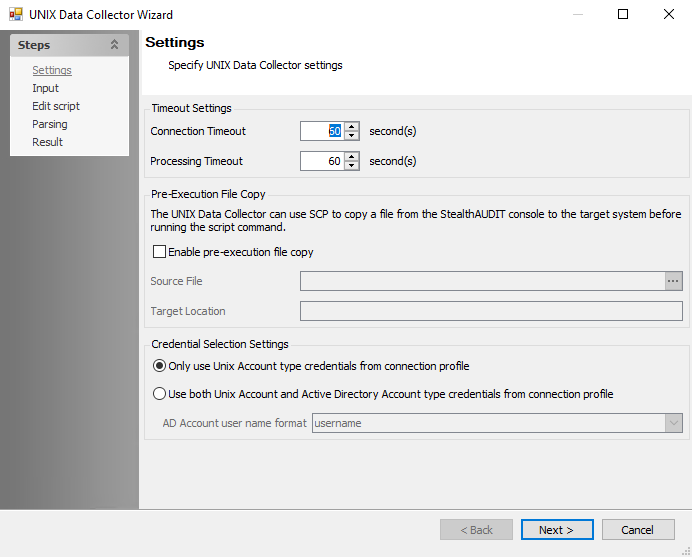 UNIX Data Collector Wizard
Steps
Settings
Input
Edit script
Parsing
Result
Settings
Specify UNIX Data Collector settings
Timeout Settings
Connection Timeout 60 second(s)
Processing Timeout 60 second(s)
Pre-Execution File Copy
The UNIX Data Collector can use SCP to copy a file from the StealthAUDIT console to the target system before
running the script command.
Enable pre-execution file copy
Source File ...
Target Location
Credential Selection Settings
Only use Unix Account type credentials from connection profile
Use both Unix Account and Active Directory Account type credentials from connection profile
AD Account user name format username
< Back Next > Cancel